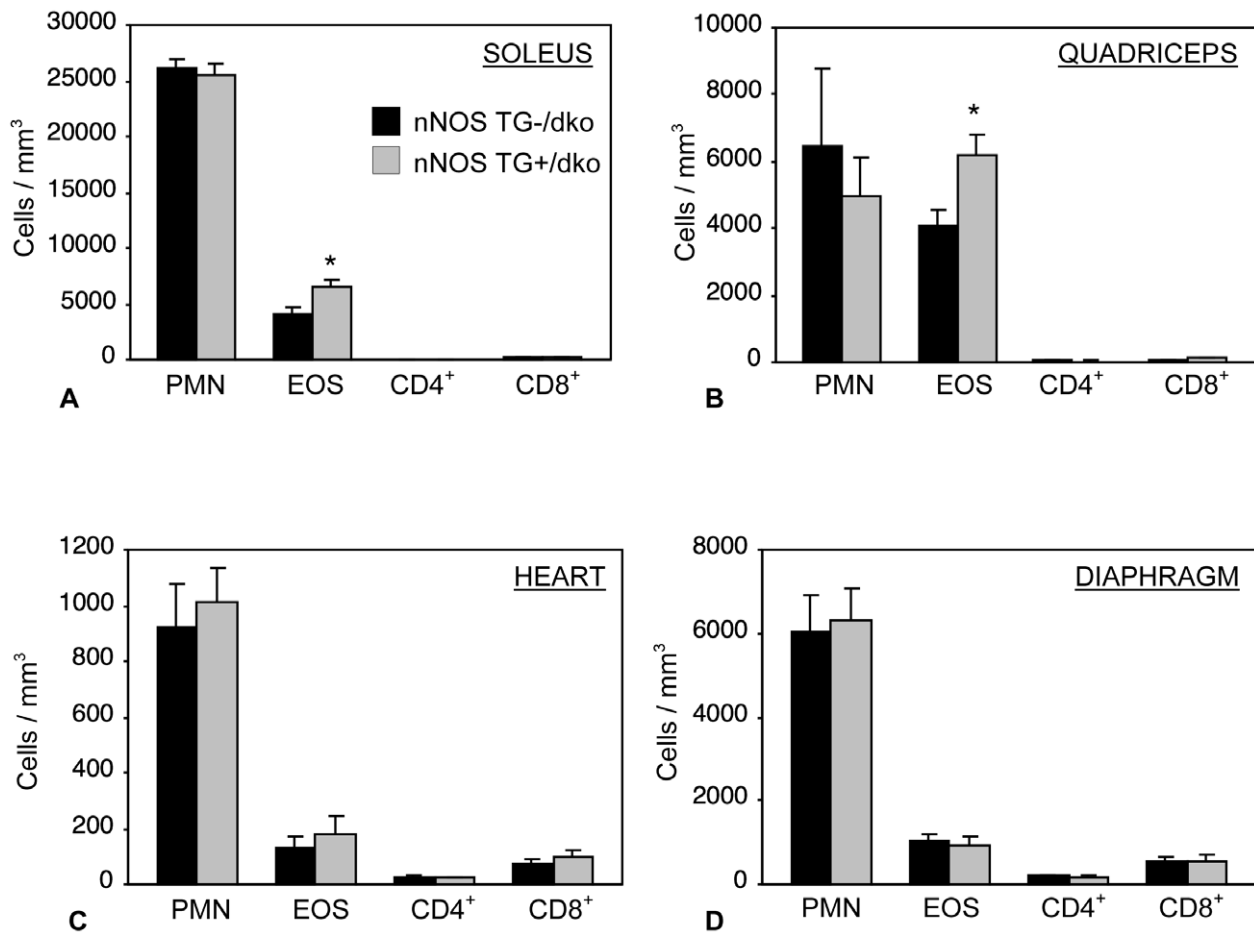 SOLEUS
30000
25000
20000
15000
10000
5000
0
Cells / mm³
nNOS TG-/dko
nNOS TG+/dko
*
PMN EOS CD4⁺ CD8⁺
A
QUADRICEPS
10000
8000
6000
4000
2000
0
Cells / mm³
*
PMN EOS CD4⁺ CD8⁺
B
HEART
1200
1000
800
600
400
200
0
Cells / mm³
PMN EOS CD4⁺ CD8⁺
C
DIAPHRAGM
8000
6000
4000
2000
0
Cells / mm³
PMN EOS CD4⁺ CD8⁺
D